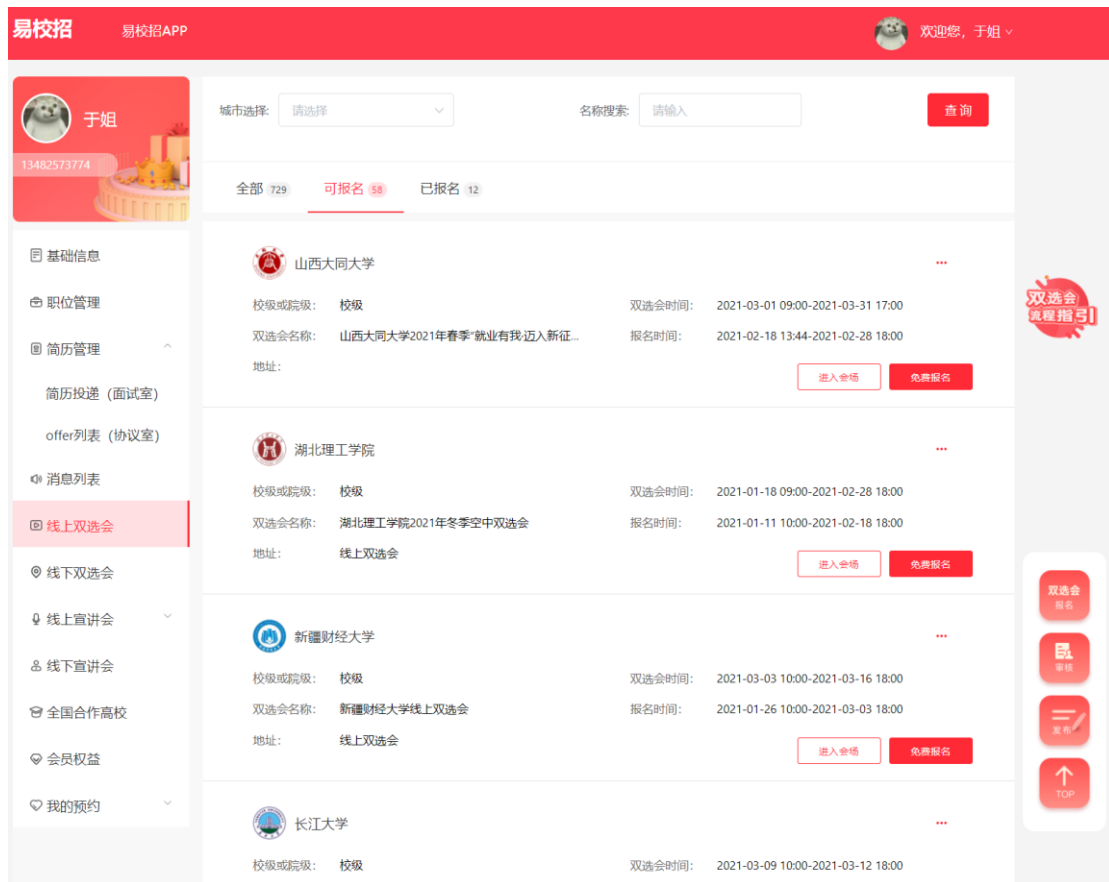 易校招 易校招APP 欢迎您，于姐
于姐
13482573774
基础信息
职位管理
简历管理
简历投递（面试室）
offer列表（协议室）
消息列表
线上双选会
线下双选会
线上宣讲会
线下宣讲会
全国合作高校
会员权益
我的预约
城市选择: 请选择 名称搜索: 请输入 查询
全部 729 可报名 58 已报名 12
山西大同大学
校级或院级: 校级 双选会时间: 2021-03-01 09:00-2021-03-31 17:00
双选会名称: 山西大同大学2021年春季“就业有我·迈入新征... 报名时间: 2021-02-18 13:44-2021-02-28 18:00
地址:
进入会场 免费报名
湖北理工学院
校级或院级: 校级 双选会时间: 2021-01-18 09:00-2021-02-28 18:00
双选会名称: 湖北理工学院2021年冬季空中双选会 报名时间: 2021-01-11 10:00-2021-02-18 18:00
地址: 线上双选会
进入会场 免费报名
新疆财经大学
校级或院级: 校级 双选会时间: 2021-03-03 10:00-2021-03-16 18:00
双选会名称: 新疆财经大学线上双选会 报名时间: 2021-01-26 10:00-2021-03-03 18:00
地址: 线上双选会
进入会场 免费报名
长江大学
校级或院级: 校级 双选会时间: 2021-03-09 10:00-2021-03-12 18:00
双选会
流程指引
双选会
报名
审核
发布
TOP